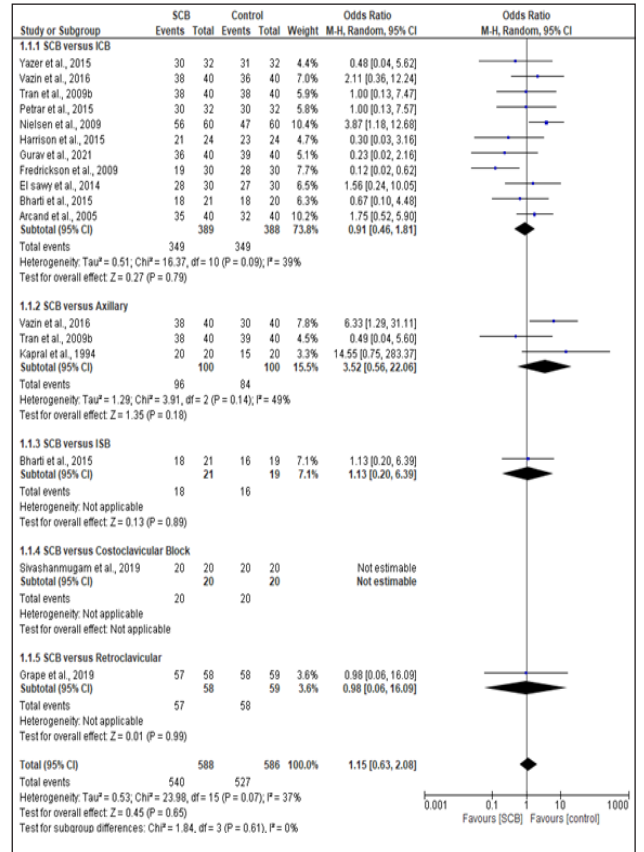 SCB Control Odds Ratio Odds Ratio
Study or Subgroup Events Total Events Total Weight M-H, Random, 95% CI M-H, Random, 95% CI
1.1.1 SCB versus ICB
Yazer et al., 2015 30 32 31 32 4.4% 0.48 [0.04, 5.62]
Vazin et al., 2016 38 40 36 40 7.2% 2.11 [0.36, 12.24]
Tran et al., 2009b 38 40 38 40 6.0% 1.00 [0.13, 7.47]
Petrar et al., 2015 30 32 30 32 6.0% 1.00 [0.13, 7.57]
Nielsen et al., 2009 56 60 47 60 10.4% 3.87 [1.18, 12.68]
Harrison et al., 2015 21 24 23 24 4.8% 0.30 [0.03, 3.16]
Gurav et al., 2021 36 40 39 40 5.1% 0.23 [0.02, 2.16]
Fredrickson et al., 2009 19 30 28 30 7.8% 0.12 [0.02, 0.62]
El sawy et al., 2014 28 30 27 30 6.5% 1.56 [0.24, 10.05]
Bharti et al., 2015 18 21 18 20 6.4% 0.67 [0.10, 4.48]
Arcand et al., 2005 35 40 32 40 10.2% 1.75 [0.52, 5.90]
Subtotal (95% CI) 389 388 73.8% 0.91 [0.46, 1.81]
Total events 349 349
Heterogeneity: Tau² = 0.51; Chi² = 16.37, df = 10 (P = 0.09); I² = 39%
Test for overall effect: Z = 0.27 (P = 0.79)
1.1.2 SCB versus Axillary
Vazin et al., 2016 38 40 30 40 7.8% 6.33 [1.29, 31.11]
Tran et al., 2009b 38 40 39 40 4.5% 0.49 [0.04, 5.60]
Kapral et al., 1994 20 20 15 20 3.3% 14.55 [0.75, 283.37]
Subtotal (95% CI) 100 100 15.5% 3.52 [0.56, 22.06]
Total events 96 84
Heterogeneity: Tau² = 1.29; Chi² = 3.91, df = 2 (P = 0.14); I² = 49%
Test for overall effect: Z = 1.35 (P = 0.18)
1.1.3 SCB versus ISB
Bharti et al., 2015 18 21 16 19 7.1% 1.13 [0.20, 6.39]
Subtotal (95% CI) 21 19 7.1% 1.13 [0.20, 6.39]
Total events 18 16
Heterogeneity: Not applicable
Test for overall effect: Z = 0.13 (P = 0.89)
1.1.4 SCB versus Costoclavicular Block
Sivashanmugam et al., 2019 20 20 20 20 Not estimable
Subtotal (95% CI) 20 20 Not estimable
Total events 20 20
Heterogeneity: Not applicable
Test for overall effect: Not applicable
1.1.5 SCB versus Retroclavicular
Grape et al., 2019 57 58 58 59 3.6% 0.98 [0.06, 16.09]
Subtotal (95% CI) 58 59 3.6% 0.98 [0.06, 16.09]
Total events 57 58
Heterogeneity: Not applicable
Test for overall effect: Z = 0.01 (P = 0.99)
Total (95% CI) 588 586 100.0% 1.15 [0.63, 2.08]
Total events 540 527
Heterogeneity: Tau² = 0.53; Chi² = 23.98, df = 15 (P = 0.07); I² = 37%
Test for overall effect: Z = 0.45 (P = 0.65)
Test for subgroup differences: Chi² = 1.84, df = 3 (P = 0.61), I² = 0%
0.001 0.1 1 10 1000
Favours [SCB] Favours [control]